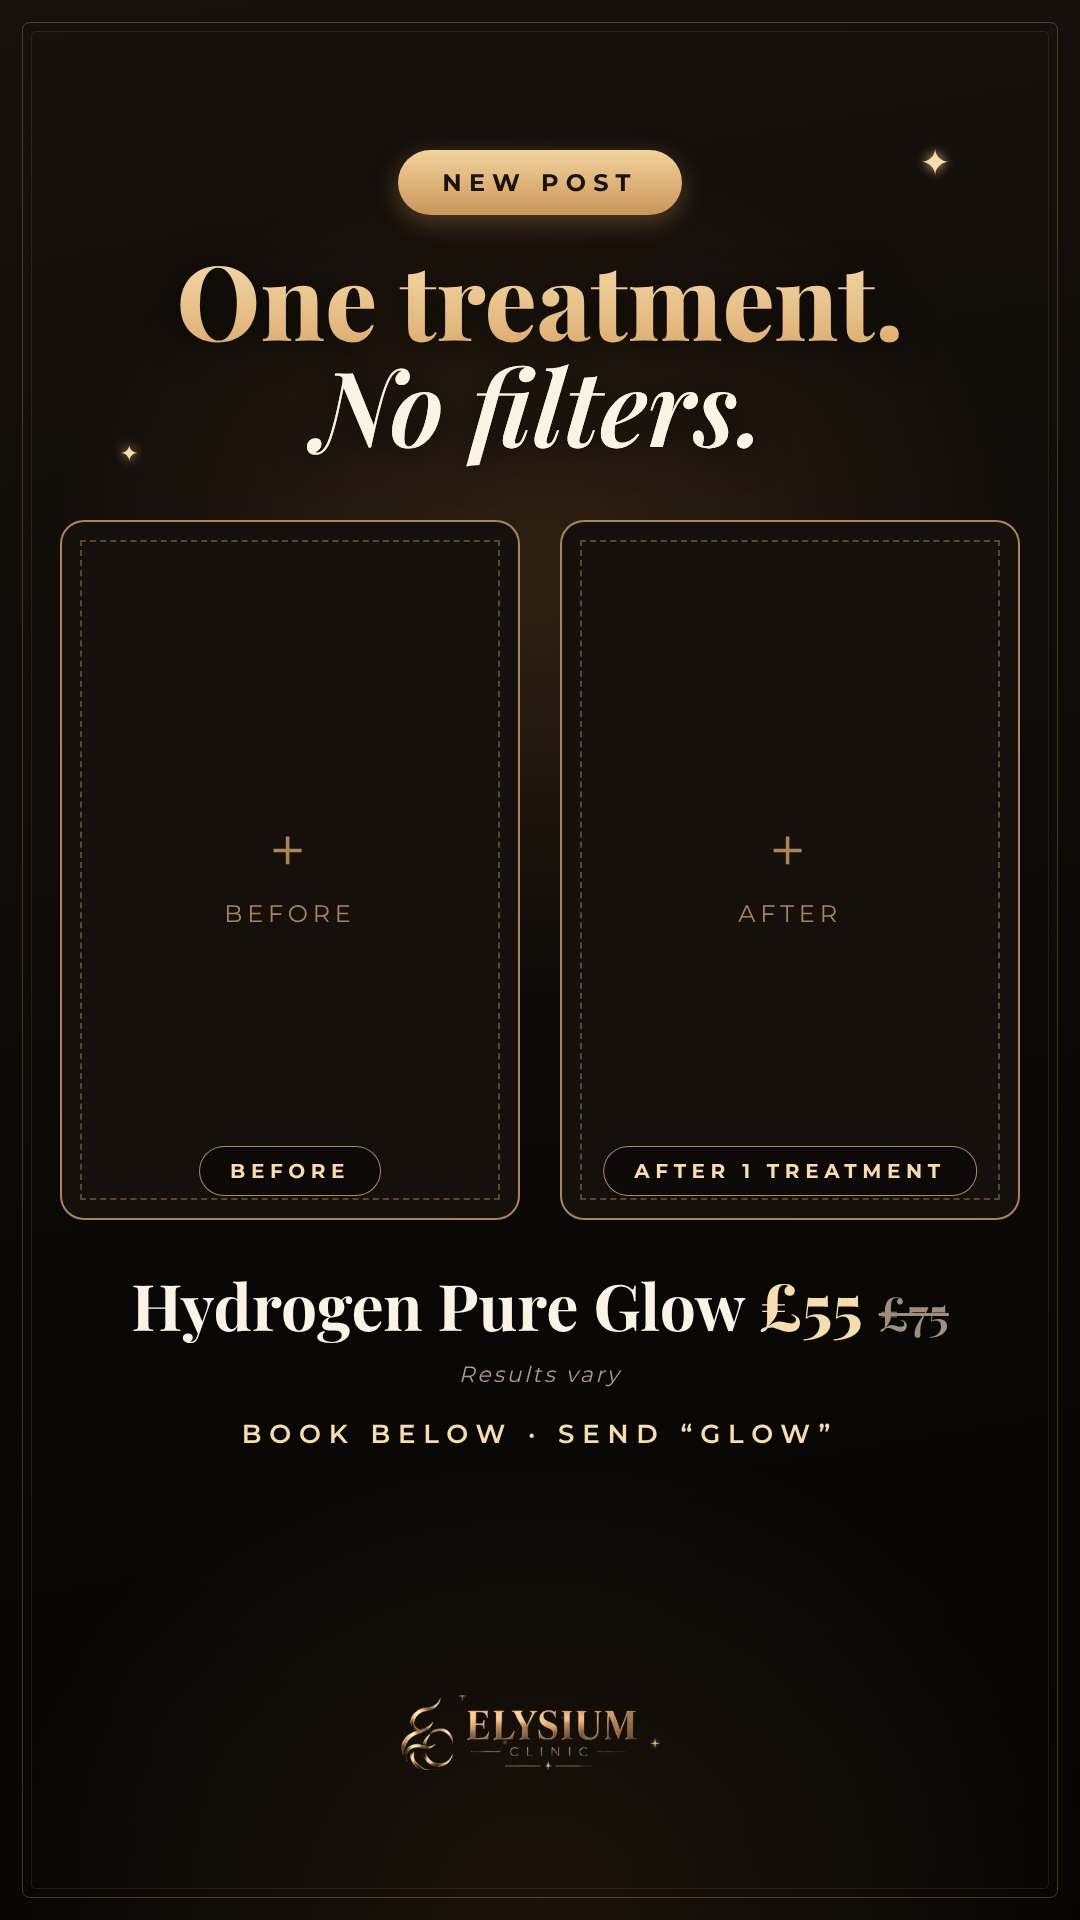 NEW POST
One treatment.
No filters.
+ +
BEFORE AFTER
BEFORE AFTER 1 TREATMENT
Hydrogen Pure Glow £55 £75
Results vary
BOOK BELOW · SEND “GLOW”
ELYSIUM
CLINIC